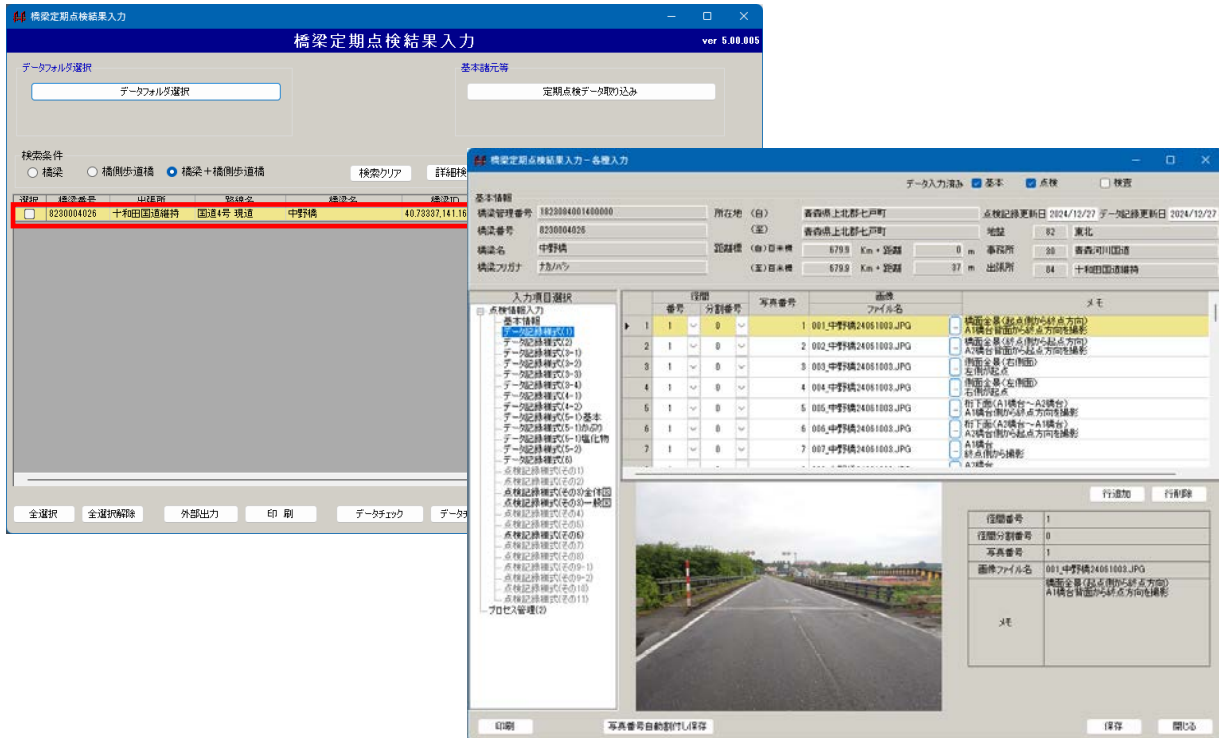 橋梁定期点検結果入力
橋梁定期点検結果入力
ver 5.00.005
データフォルダ選択
データフォルダ選択
基本諸元等
定期点検データ取り込み
検索条件
橋梁 橋側歩道橋 橋梁+橋側歩道橋
検索クリア
詳細検
選択 橋梁番号 出張所 路線名 橋梁名 橋梁ID
8230004026 十和田国道維持 国道4号 現道 中野橋 40.73337,141.16
全選択 全選択解除 外部出力 印 刷 データチェック
橋梁定期点検結果入力-各種入力
データ入力済み 基本 点検 検査
基本情報
橋梁管理番号 1823084001400000 所在地 (自) 青森県上北郡七戸町 点検記録更新日 2024/12/27 データ記録更新日 2024/12/27
橋梁番号 8230004026 (至) 青森県上北郡七戸町 地整 82 東北
橋梁名 中野橋 距離標 (自)百米標 679.9 Km + 距離 0 m 事務所 30 青森河川国道
橋梁フリガナ ナカノバシ (至)百米標 679.9 Km + 距離 37 m 出張所 04 十和田国道維持
入力項目選択
点検情報入力
基本情報
データ記録様式(1)
データ記録様式(2)
データ記録様式(3-1)
データ記録様式(3-2)
データ記録様式(3-3)
データ記録様式(3-4)
データ記録様式(4-1)
データ記録様式(4-2)
データ記録様式(5-1)基本
データ記録様式(5-1)かぶり
データ記録様式(5-1)塩化物
データ記録様式(5-2)
データ記録様式(6)
点検記録様式(その1)
点検記録様式(その2)
点検記録様式(その3)全体図
点検記録様式(その3)一般図
点検記録様式(その4)
点検記録様式(その5)
点検記録様式(その6)
点検記録様式(その7)
点検記録様式(その8)
点検記録様式(その9-1)
点検記録様式(その9-2)
点検記録様式(その10)
点検記録様式(その11)
プロセス管理(2)
径間 画像
番号 分割番号 写真番号 ファイル名 メモ
1 1 0 1 001_中野橋24051003.JPG 橋面全景(起点側から終点方向)
A1橋台背面から終点方向を撮影
2 1 0 2 002_中野橋24051003.JPG 橋面全景(終点側から起点方向)
A2橋台背面から起点方向を撮影
3 1 0 3 003_中野橋24051003.JPG 側面全景(右側面)
左側が起点
4 1 0 4 004_中野橋24051003.JPG 側面全景(左側面)
右側が起点
5 1 0 5 005_中野橋24051003.JPG 桁下面(A1橋台~A2橋台)
A1橋台側から終点方向を撮影
6 1 0 6 006_中野橋24051003.JPG 桁下面(A2橋台~A1橋台)
A2橋台側から起点方向を撮影
7 1 0 7 007_中野橋24051003.JPG A1橋台
終点側から撮影
A2橋台
行追加 行削除
径間番号 1
径間分割番号 0
写真番号 1
画像ファイル名 001_中野橋24051003.JPG
メモ 橋面全景(起点側から終点方向)
A1橋台背面から終点方向を撮影
印刷 写真番号自動割付し保存 保存 閉じる